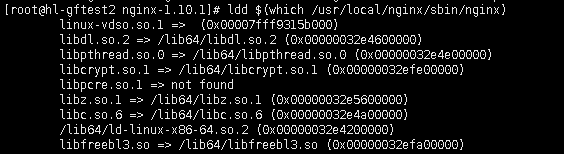 [root@hl-gftest2 nginx-1.10.1]# ldd $(which /usr/local/nginx/sbin/nginx)
linux-vdso.so.1 =>  (0x00007fff9315b000)
libdl.so.2 => /lib64/libdl.so.2 (0x00000032e4600000)
libpthread.so.0 => /lib64/libpthread.so.0 (0x00000032e4e00000)
libcrypt.so.1 => /lib64/libcrypt.so.1 (0x00000032efe00000)
libpcre.so.1 => not found
libz.so.1 => /lib64/libz.so.1 (0x00000032e5600000)
libc.so.6 => /lib64/libc.so.6 (0x00000032e4a00000)
/lib64/ld-linux-x86-64.so.2 (0x00000032e4200000)
libfreebl3.so => /lib64/libfreebl3.so (0x00000032efa00000)